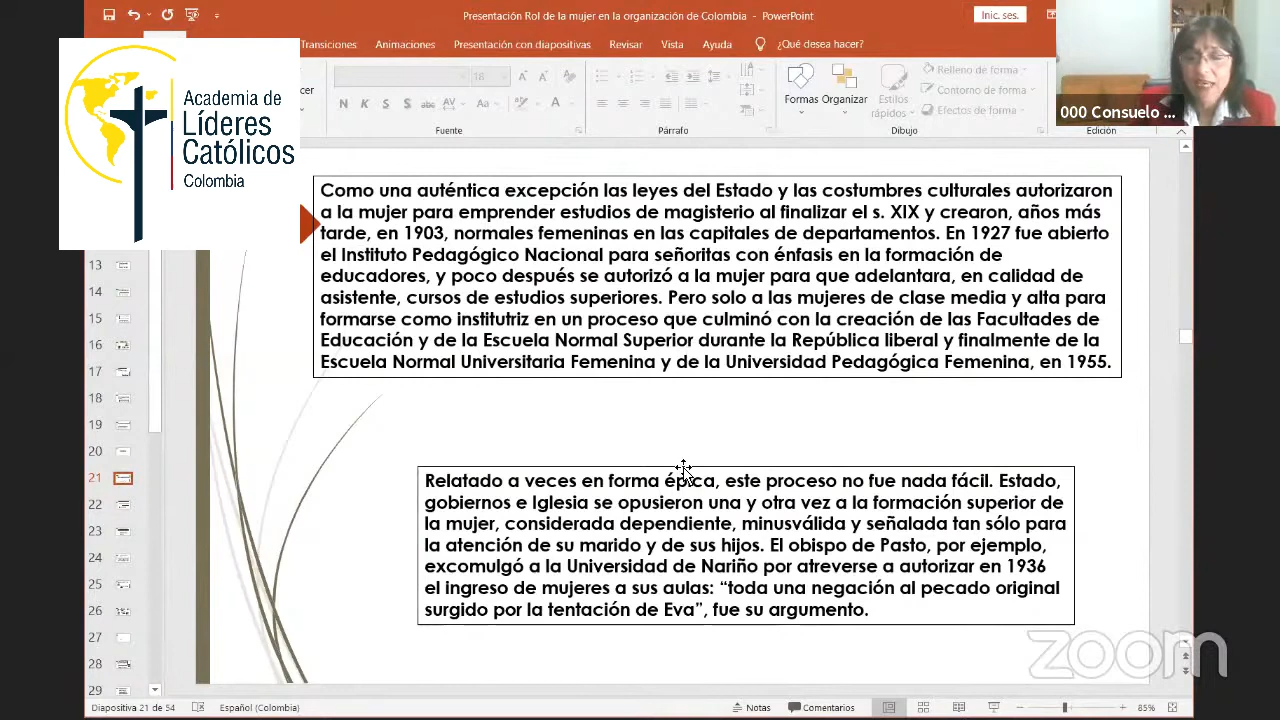 Presentación Rol de la mujer en la organización de Colombia - PowerPoint
Inic. ses.
Transiciones
Animaciones
Presentación con diapositivas
Revisar
Vista
Ayuda
¿Qué desea hacer?
18
N K S abc AV Aa A
Formas Organizar Estilos rápidos
Relleno de forma
Contorno de forma
Efectos de forma
Fuente
Párrafo
Dibujo
Edición
000 Consuelo ...
Academia de
Líderes
Católicos
Colombia
Como una auténtica excepción las leyes del Estado y las costumbres culturales autorizaron
a la mujer para emprender estudios de magisterio al finalizar el s. XIX y crearon, años más
tarde, en 1903, normales femeninas en las capitales de departamentos. En 1927 fue abierto
el Instituto Pedagógico Nacional para señoritas con énfasis en la formación de
educadores, y poco después se autorizó a la mujer para que adelantara, en calidad de
asistente, cursos de estudios superiores. Pero solo a las mujeres de clase media y alta para
formarse como institutriz en un proceso que culminó con la creación de las Facultades de
Educación y de la Escuela Normal Superior durante la República liberal y finalmente de la
Escuela Normal Universitaria Femenina y de la Universidad Pedagógica Femenina, en 1955.
Relatado a veces en forma épica, este proceso no fue nada fácil. Estado,
gobiernos e Iglesia se opusieron una y otra vez a la formación superior de
la mujer, considerada dependiente, minusválida y señalada tan sólo para
la atención de su marido y de sus hijos. El obispo de Pasto, por ejemplo,
excomulgó a la Universidad de Nariño por atreverse a autorizar en 1936
el ingreso de mujeres a sus aulas: “toda una negación al pecado original
surgido por la tentación de Eva”, fue su argumento.
13
14
15
16
17
18
19
20
21
22
23
24
25
26
27
28
29
zoom
Diapositiva 21 de 54
Español (Colombia)
Notas
Comentarios
85%